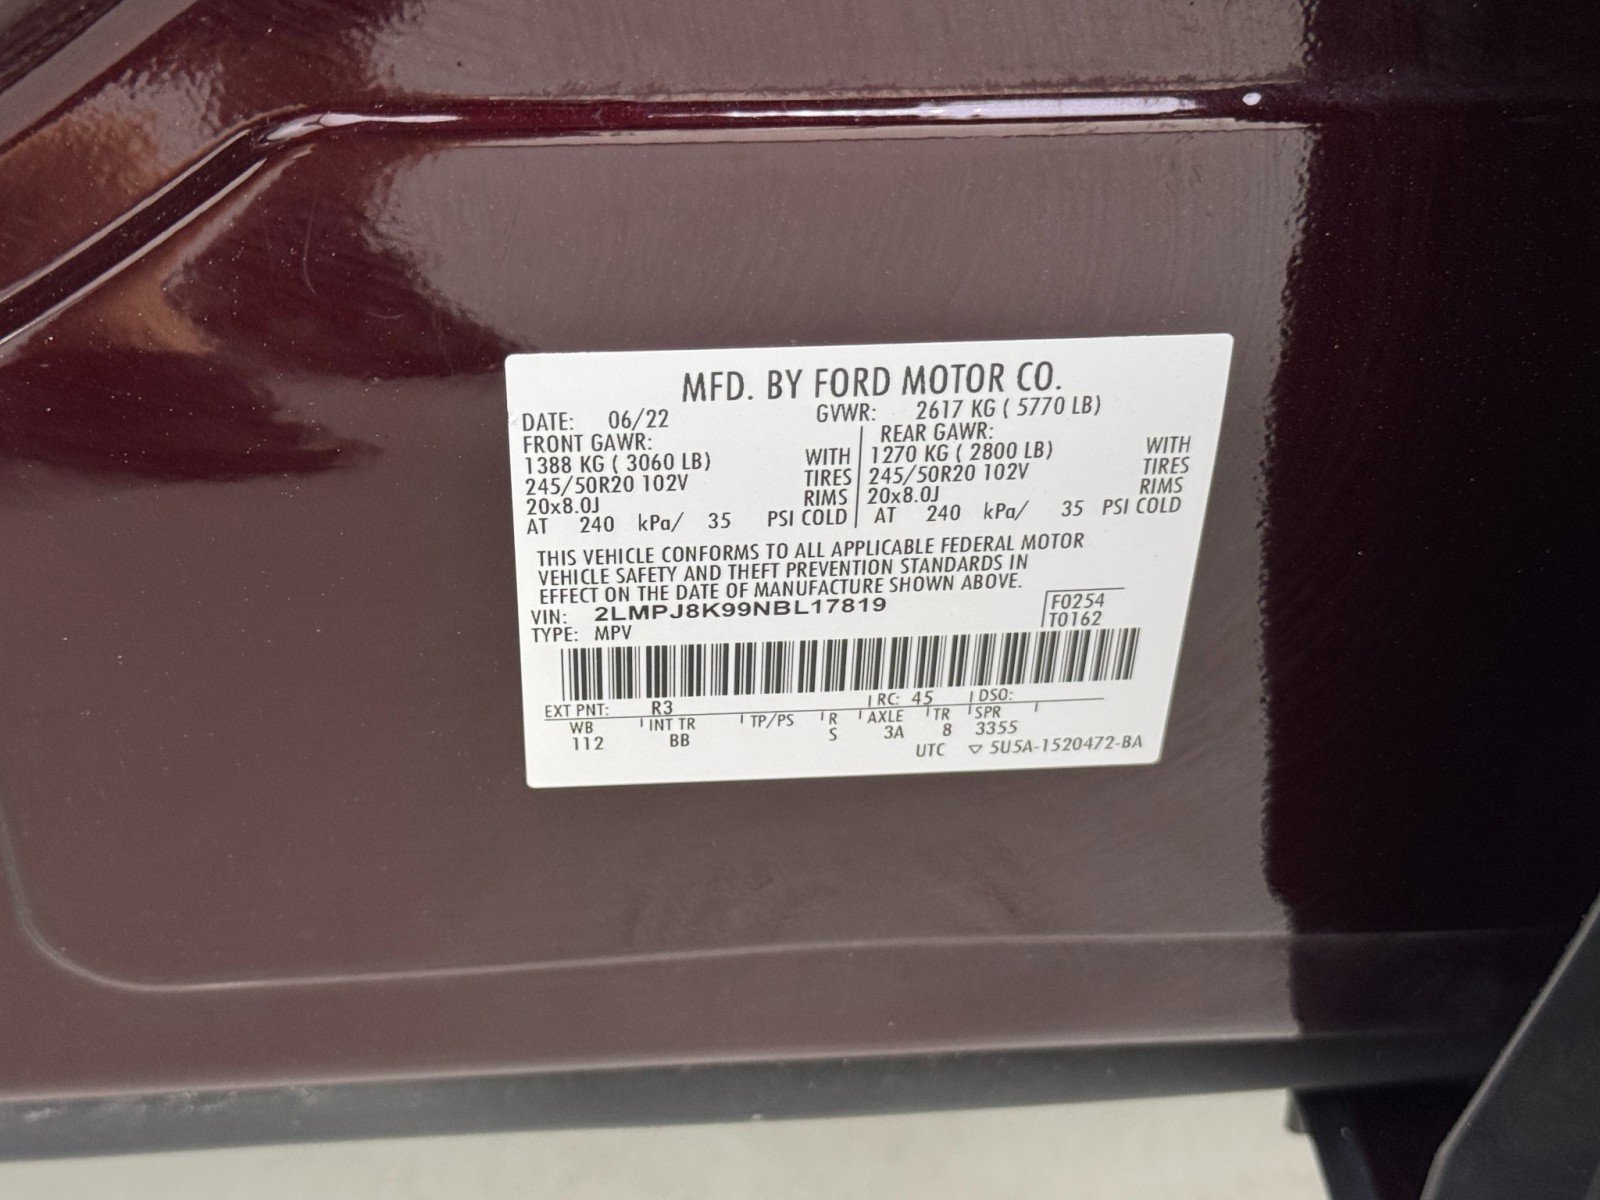 MFD. BY FORD MOTOR CO.
DATE: 06/22 GVWR: 2617 KG ( 5770 LB)
FRONT GAWR: REAR GAWR:
1388 KG ( 3060 LB) WITH 1270 KG ( 2800 LB) WITH
245/50R20 102V TIRES 245/50R20 102V TIRES
20x8.0J RIMS 20x8.0J RIMS
AT 240 kPa/ 35 PSI COLD AT 240 kPa/ 35 PSI COLD
THIS VEHICLE CONFORMS TO ALL APPLICABLE FEDERAL MOTOR
VEHICLE SAFETY AND THEFT PREVENTION STANDARDS IN
EFFECT ON THE DATE OF MANUFACTURE SHOWN ABOVE.
VIN: 2LMPJ8K99NBL17819 F0254
TYPE: MPV T0162
EXT PNT: R3 RC: 45 DSO:
WB INT TR TP/PS R AXLE TR SPR
112 BB S 3A 8 3355
UTC ▽ 5U5A-1520472-BA